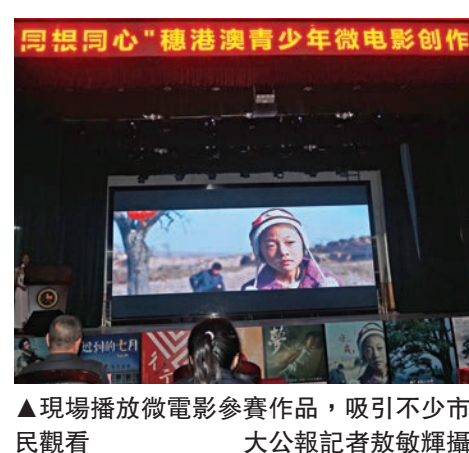 同根同心"穗港澳青少年微电影创作
▲現場播放微電影參賽作品，吸引不少市
民觀看 大公報記者敖敏輝攝